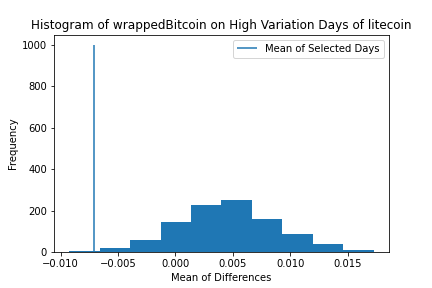 Histogram of wrappedBitcoin on High Variation Days of litecoin
Mean of Selected Days
1000
800
600
400
200
0
Frequency
−0.010 −0.005 0.000 0.005 0.010 0.015
Mean of Differences